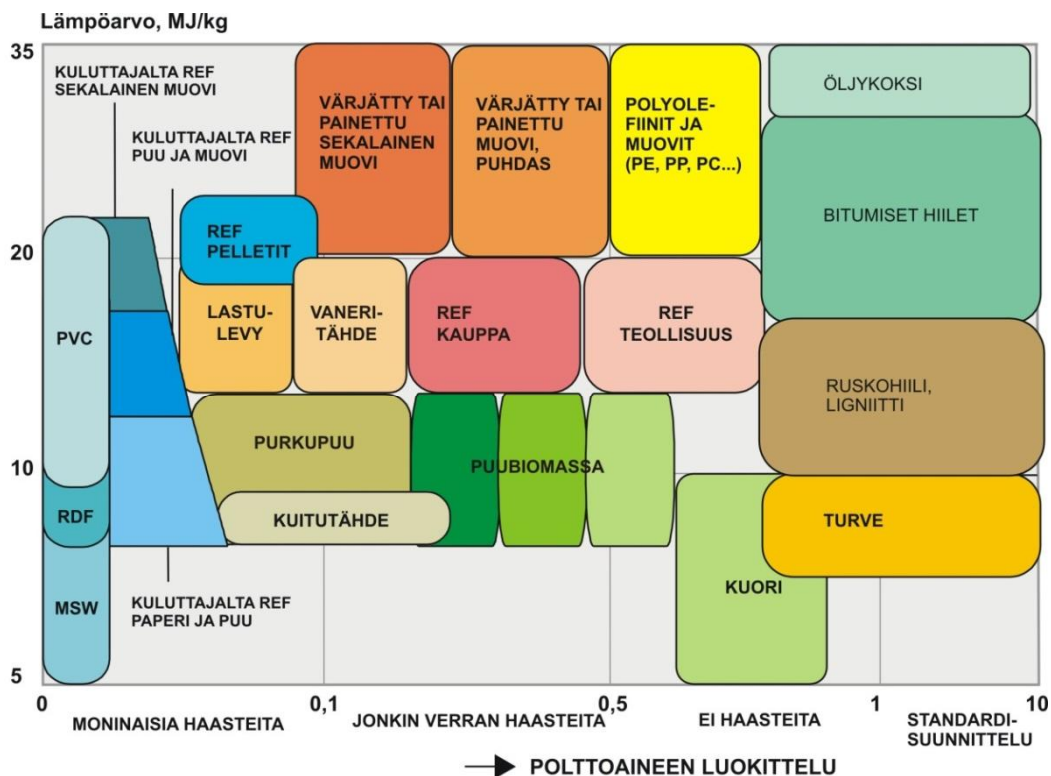 Lämpöarvo, MJ/kg
35
KULUTTAJALTA REF
SEKALAINEN MUOVI
KULUTTAJALTA REF
PUU JA MUOVI
VÄRJÄTTY TAI
PAINETTU
SEKALAINEN
MUOVI
VÄRJÄTTY TAI
PAINETTU
MUOVI,
PUHDAS
POLYOLE-
FIINIT JA
MUOVIT
(PE, PP, PC...)
ÖLJYKOKSI
BITUMISET HIILET
REF
PELLETIT
20
PVC
LASTU-
LEVY
VANERI-
TÄHDE
REF
KAUPPA
REF
TEOLLISUUS
RUSKOHIILI,
LIGNIITTI
PURKUPUU
PUUBIOMASSA
10
RDF
KUITUTÄHDE
TURVE
MSW
KULUTTAJALTA REF
PAPERI JA PUU
KUORI
5
0
0,1
0,5
1
10
MONINAISIA HAASTEITA
JONKIN VERRAN HAASTEITA
EI HAASTEITA
STANDARDI-
SUUNNITTELU
POLTTOAINEEN LUOKITTELU